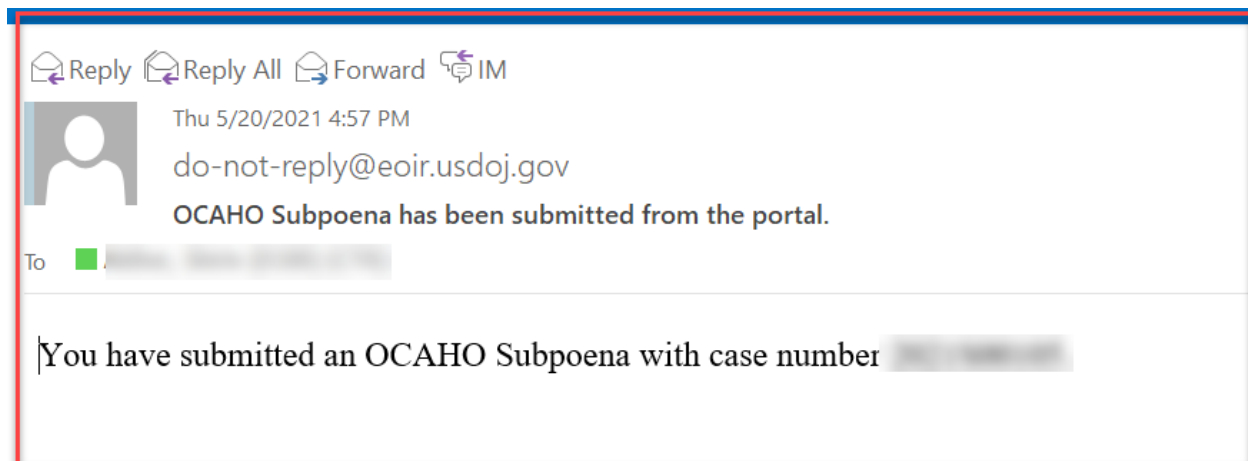 Reply Reply All Forward IM
Thu 5/20/2021 4:57 PM
do-not-reply@eoir.usdoj.gov
OCAHO Subpoena has been submitted from the portal.
To
You have submitted an OCAHO Subpoena with case number